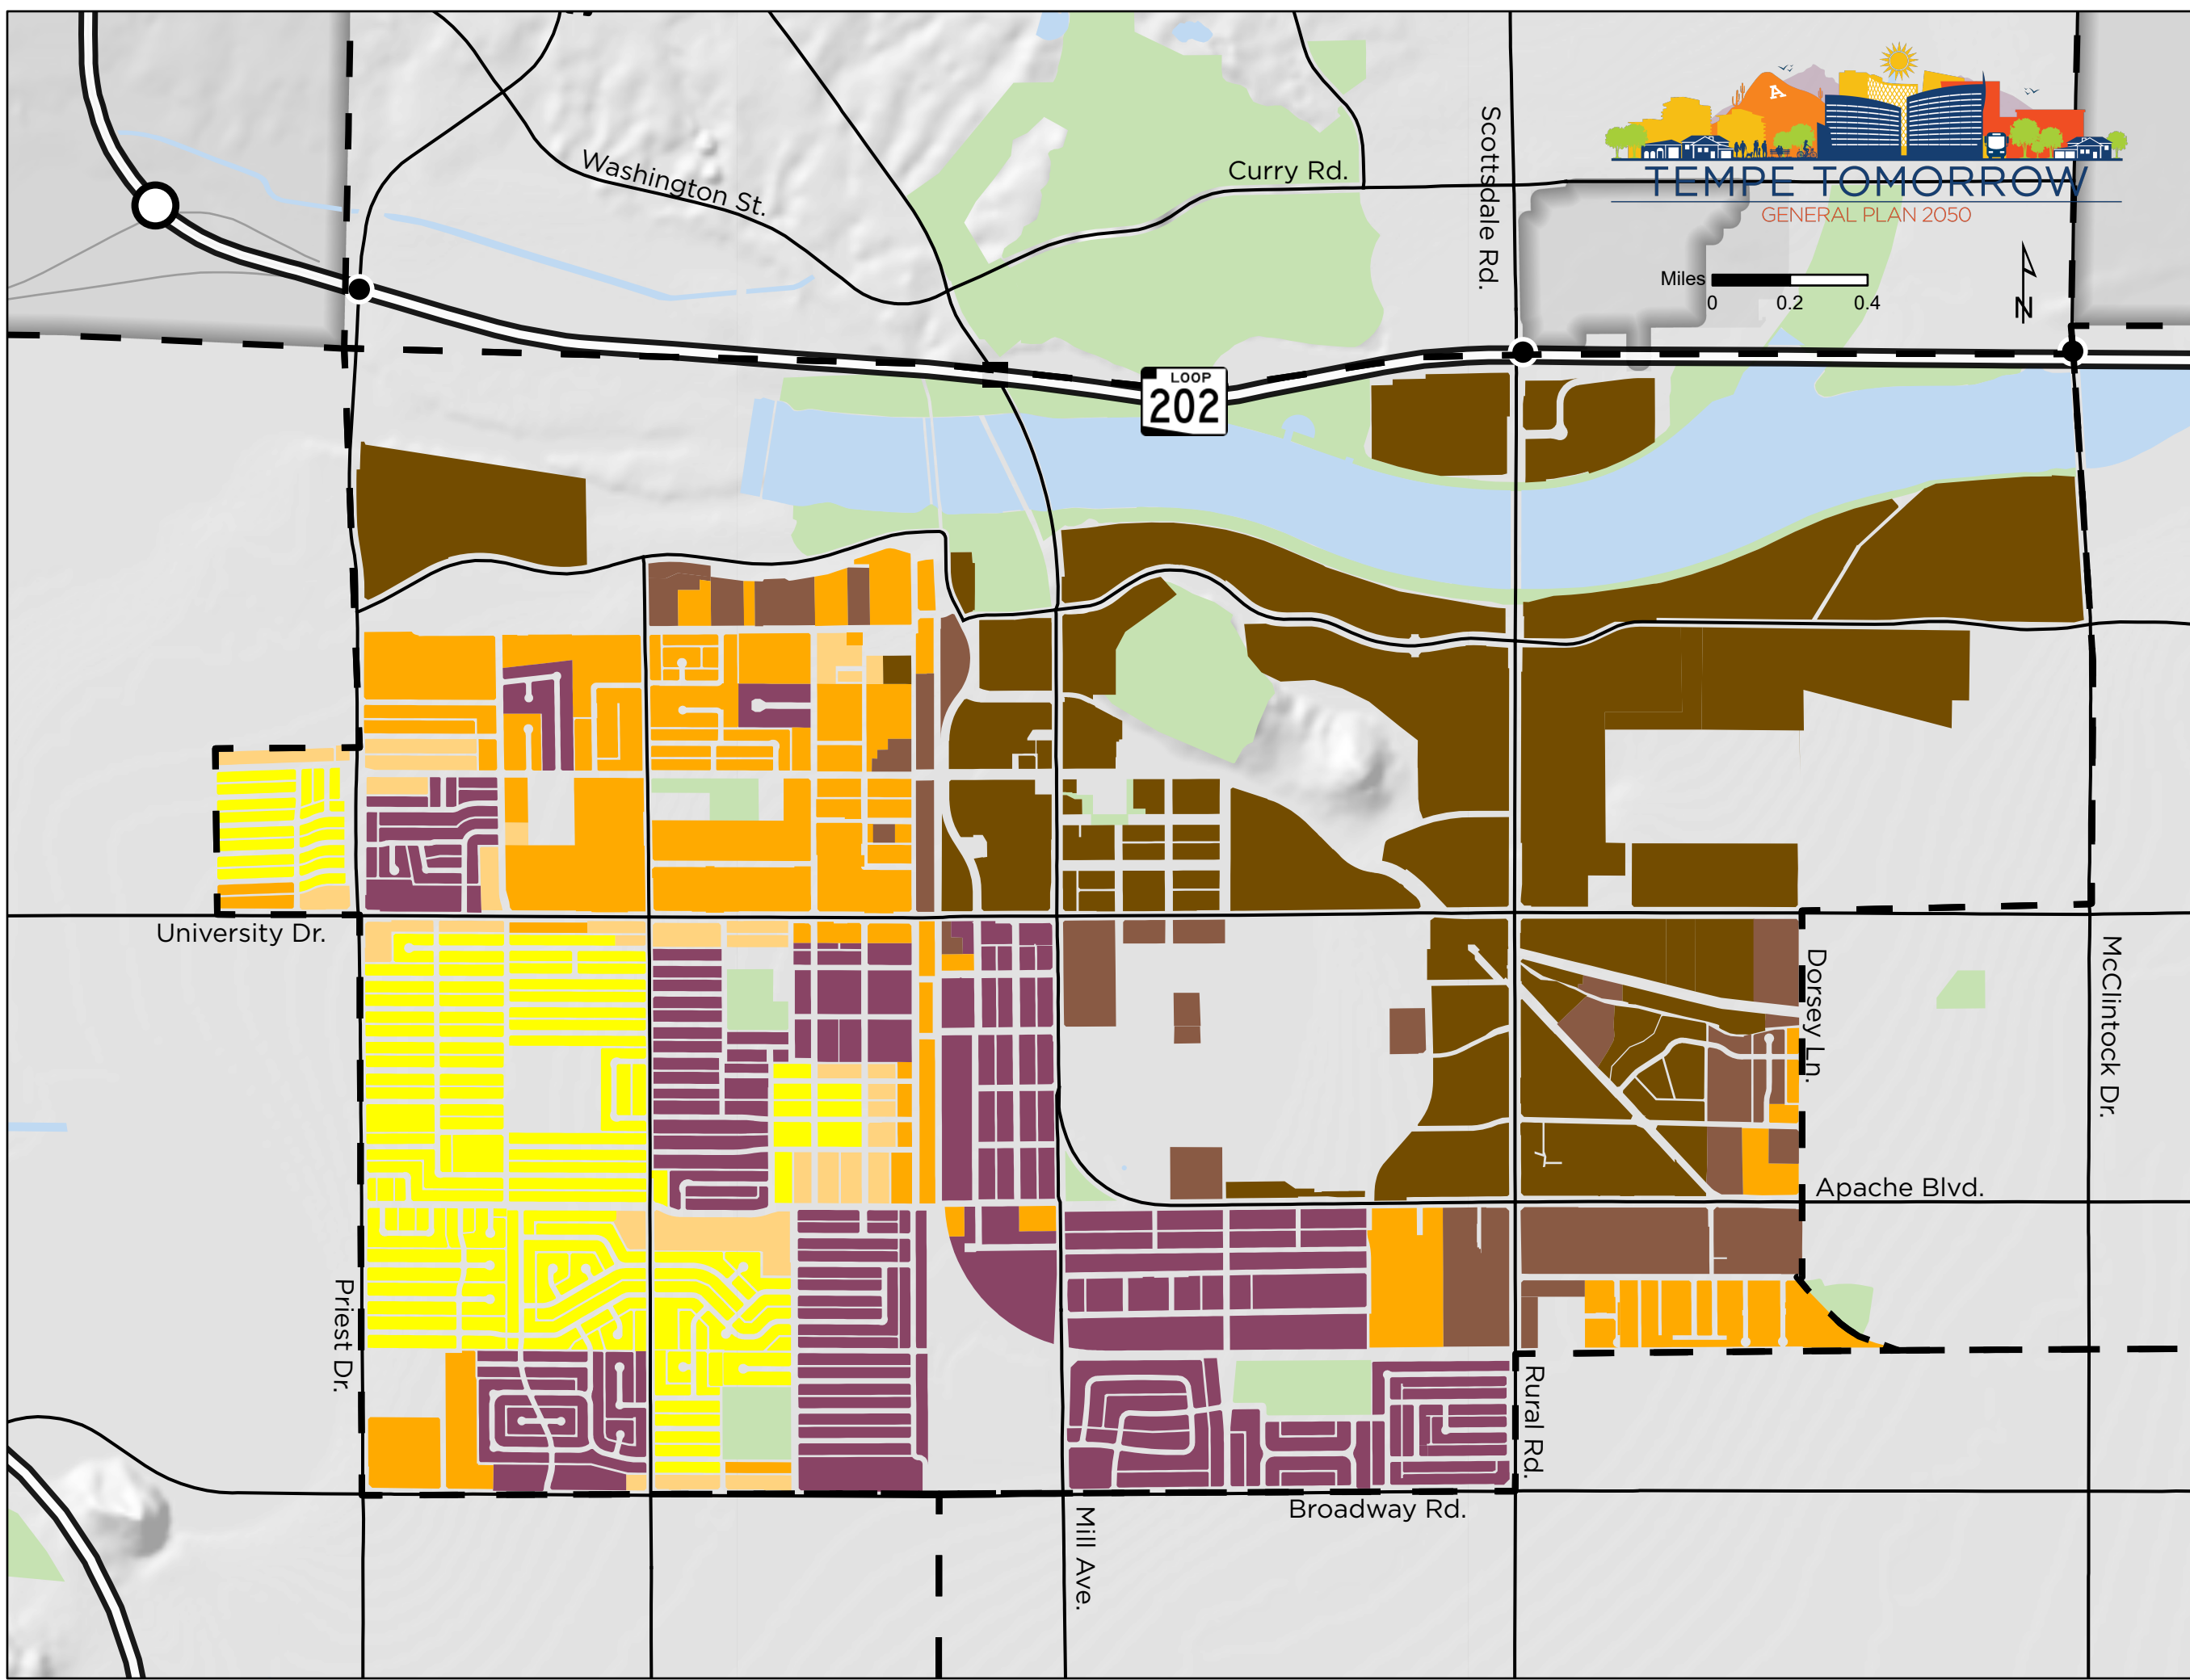 A
TEMPE TOMORROW
GENERAL PLAN 2050
Washington St.
Curry Rd.
Scottsdale Rd.
Miles
0 0.2 0.4
N
LOOP
202
University Dr.
Dorsey Ln.
McClintock Dr.
Apache Blvd.
Priest Dr.
Rural Rd.
Broadway Rd.
Mill Ave.